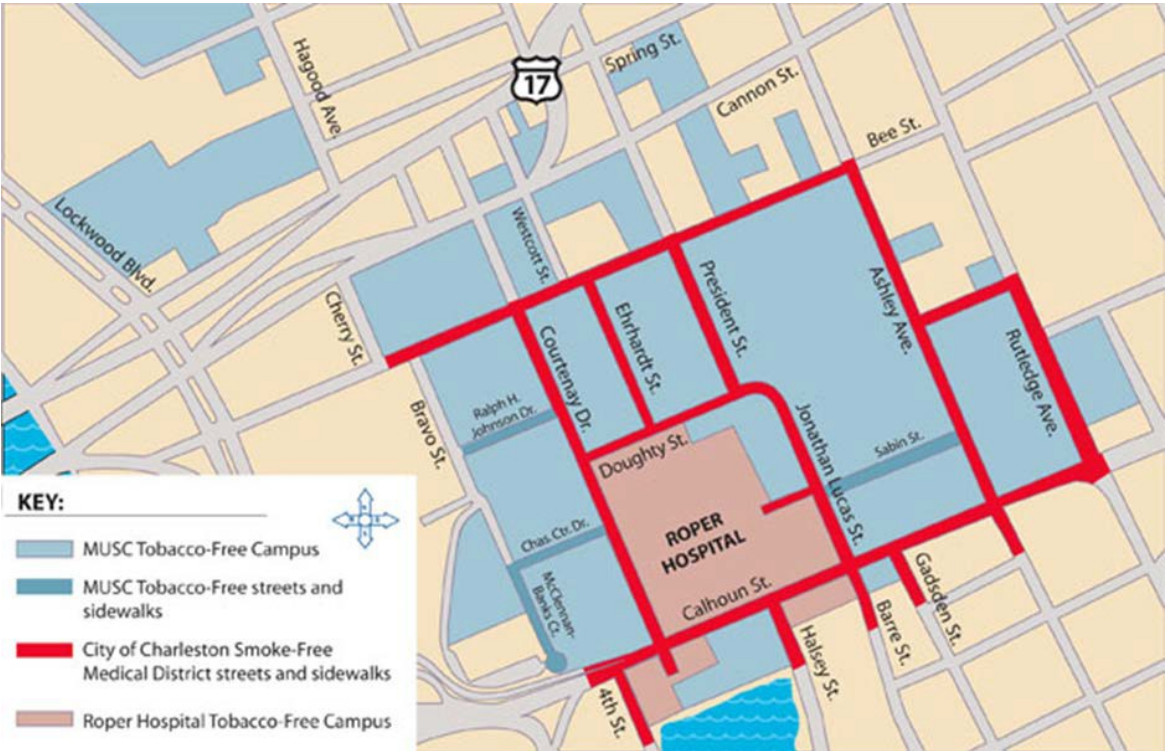 Hagood Ave.
17
Spring St.
Cannon St.
Bee St.
Lockwood Blvd.
Westcott St.
Cherry St.
President St.
Ashley Ave.
Ehrhardt St.
Courtenay Dr.
Rutledge Ave.
Ralph H.
Johnson Dr.
Bravo St.
Jonathan Lucas St.
Sabin St.
Doughty St.
ROPER
HOSPITAL
Chas. Ctr. Dr.
McClennan-
Banks Ct.
Calhoun St.
Gadsden St.
Barre St.
Halsey St.
4th St.
KEY:
MUSC Tobacco-Free Campus
MUSC Tobacco-Free streets and
sidewalks
City of Charleston Smoke-Free
Medical District streets and sidewalks
Roper Hospital Tobacco-Free Campus